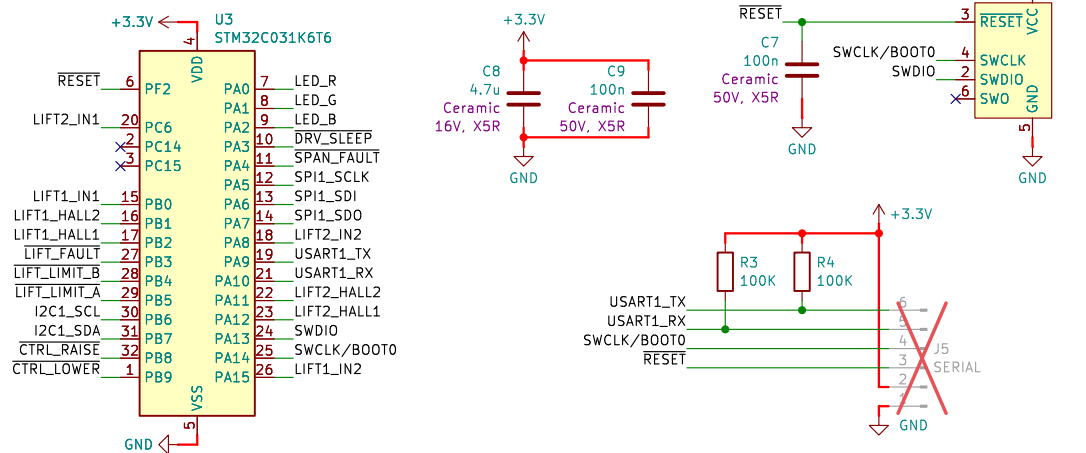 +3.3V
U3
STM32C031K6T6
4
VDD
RESET 6 PF2
LIFT2_IN1 20 PC6
2 PC14
3 PC15
LIFT1_IN1 15 PB0
LIFT1_HALL2 16 PB1
LIFT1_HALL1 17 PB2
LIFT_FAULT 27 PB3
LIFT_LIMIT_B 28 PB4
LIFT_LIMIT_A 29 PB5
I2C1_SCL 30 PB6
I2C1_SDA 31 PB7
CTRL_RAISE 32 PB8
CTRL_LOWER 1 PB9
PA0 7 LED_R
PA1 8 LED_G
PA2 9 LED_B
PA3 10 DRV_SLEEP
PA4 11 SPAN_FAULT
PA5 12 SPI1_SCLK
PA6 13 SPI1_SDI
PA7 14 SPI1_SDO
PA8 18 LIFT2_IN2
PA9 19 USART1_TX
PA10 21 USART1_RX
PA11 22 LIFT2_HALL2
PA12 23 LIFT2_HALL1
PA13 24 SWDIO
PA14 25 SWCLK/BOOT0
PA15 26 LIFT1_IN2
VSS
5
GND
+3.3V
C8
4.7u
Ceramic
16V, X5R
C9
100n
Ceramic
50V, X5R
GND
RESET
C7
100n
Ceramic
50V, X5R
GND
3 RESET
VCC
SWCLK/BOOT0 4 SWCLK
SWDIO 2 SWDIO
6 SWO
GND
5
GND
+3.3V
R3
100K
R4
100K
USART1_TX 6
USART1_RX 5
SWCLK/BOOT0 4
RESET 3
2
1
J5
SERIAL
GND